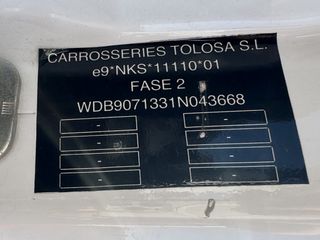 CARROSSERIES TOLOSA S.L.
e9*NKS*11110*01
FASE 2
WDB9071331N043668
- -
- -
- -
- -